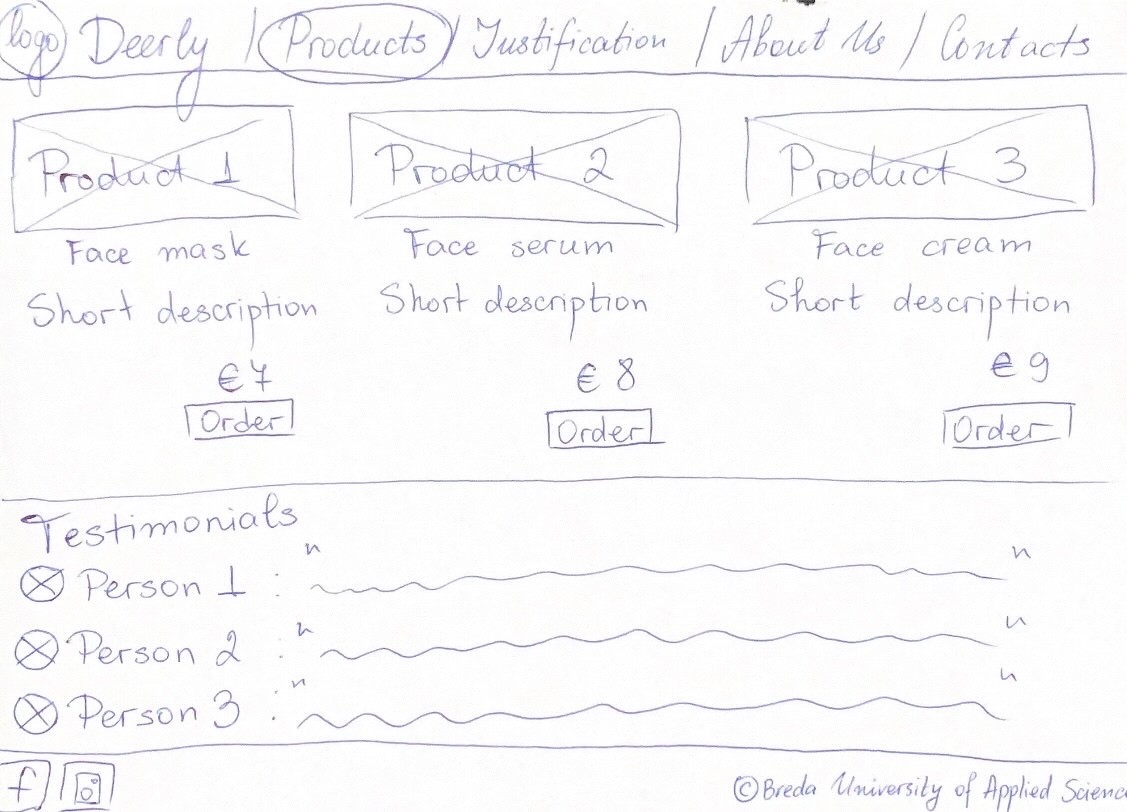 logo Deerly / Products / Justification / About Us / Contacts
Product 1 Product 2 Product 3
Face mask Face serum Face cream
Short description Short description Short description
€7 €8 €9
Order Order Order
Testimonials
Person 1 : " "
Person 2 : " "
Person 3 : " "
f ©Breda University of Applied Scienc